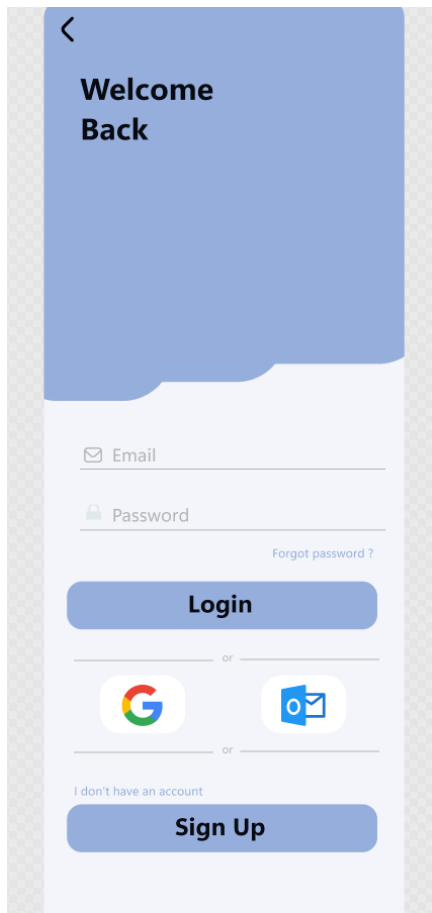 Welcome
Back
Email
Password
Forgot password ?
Login
or
or
I don't have an account
Sign Up